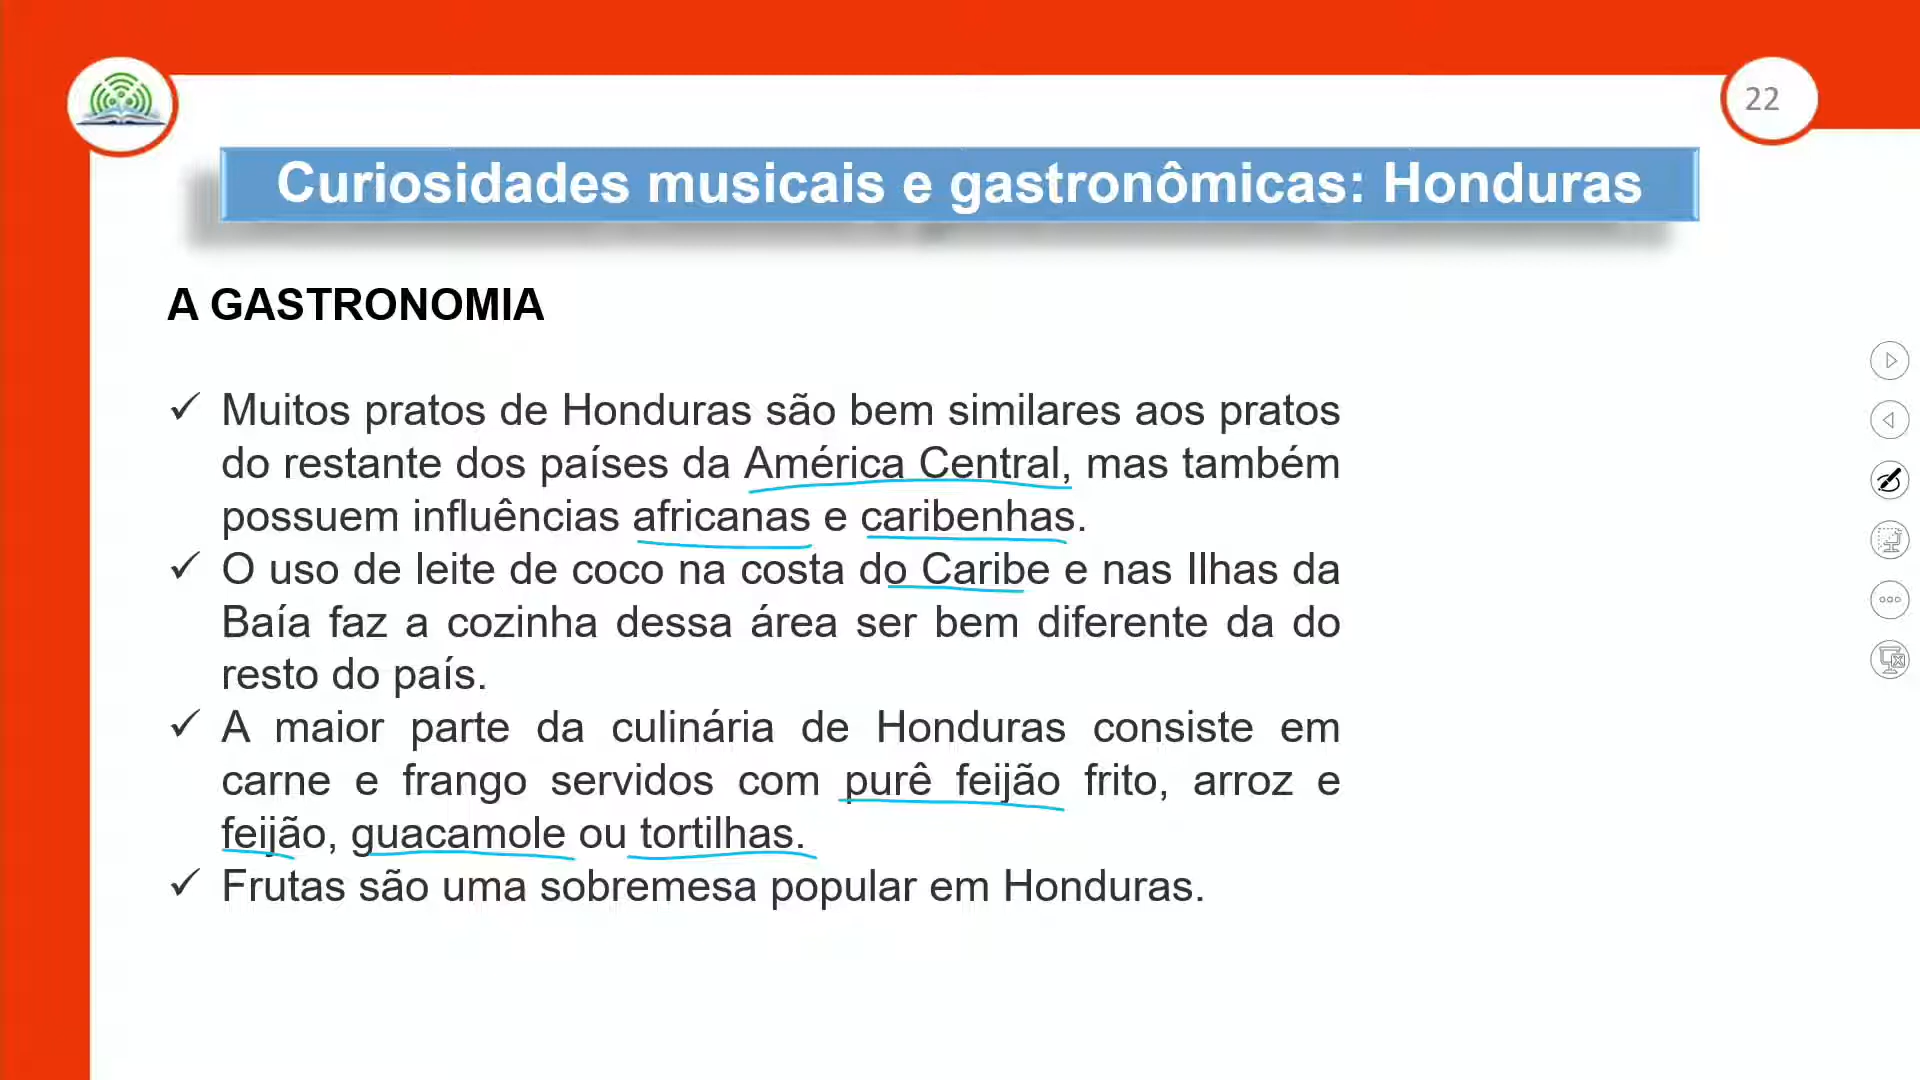 22
Curiosidades musicais e gastronômicas: Honduras
A GASTRONOMIA
✓ Muitos pratos de Honduras são bem similares aos pratos
do restante dos países da América Central, mas também
possuem influências africanas e caribenhas.
✓ O uso de leite de coco na costa do Caribe e nas Ilhas da
Baía faz a cozinha dessa área ser bem diferente da do
resto do país.
✓ A maior parte da culinária de Honduras consiste em
carne e frango servidos com purê feijão frito, arroz e
feijão, guacamole ou tortilhas.
✓ Frutas são uma sobremesa popular em Honduras.